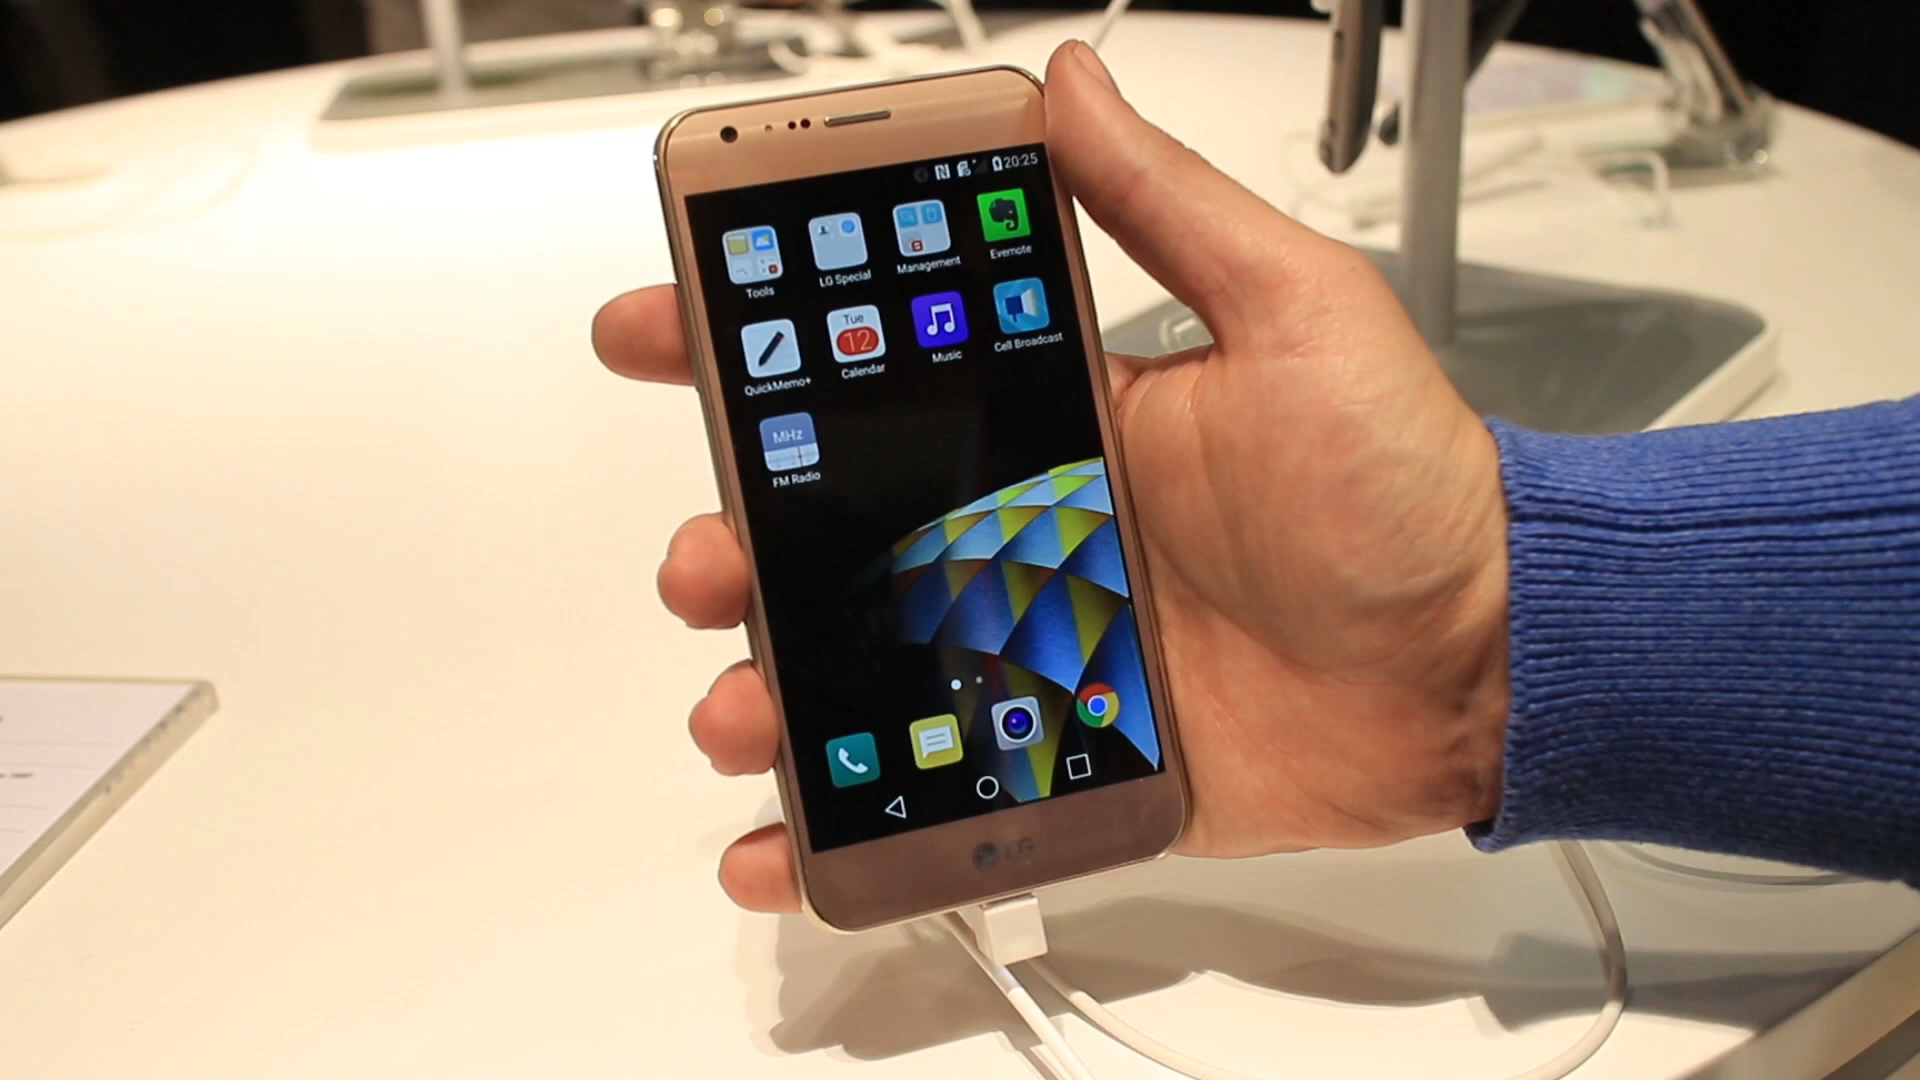 20:25
Tools
LG Special
Management
Evernote
QuickMemo+
Tue
12
Calendar
Music
Cell Broadcast
MHz
FM Radio
LG